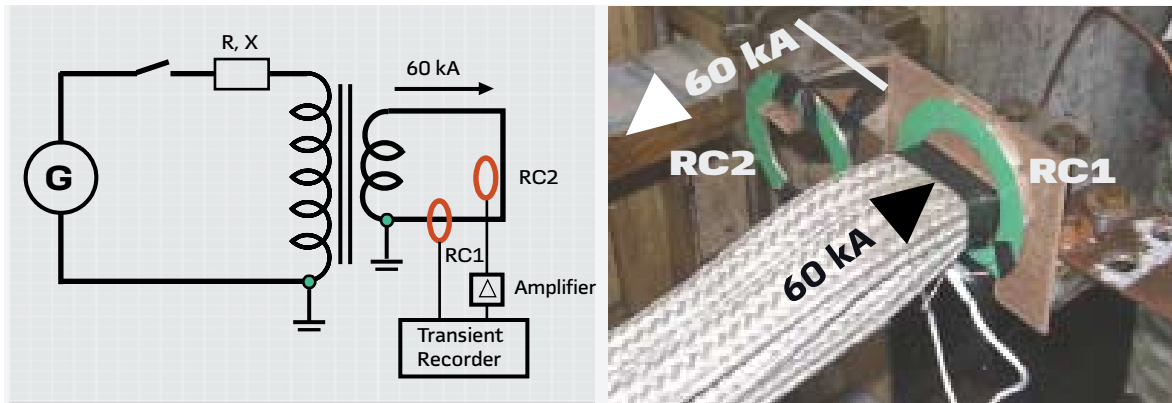 R, X
60 kA
G
RC2
RC1
Amplifier
Transient
Recorder
60 kA
RC2
RC1
60 kA